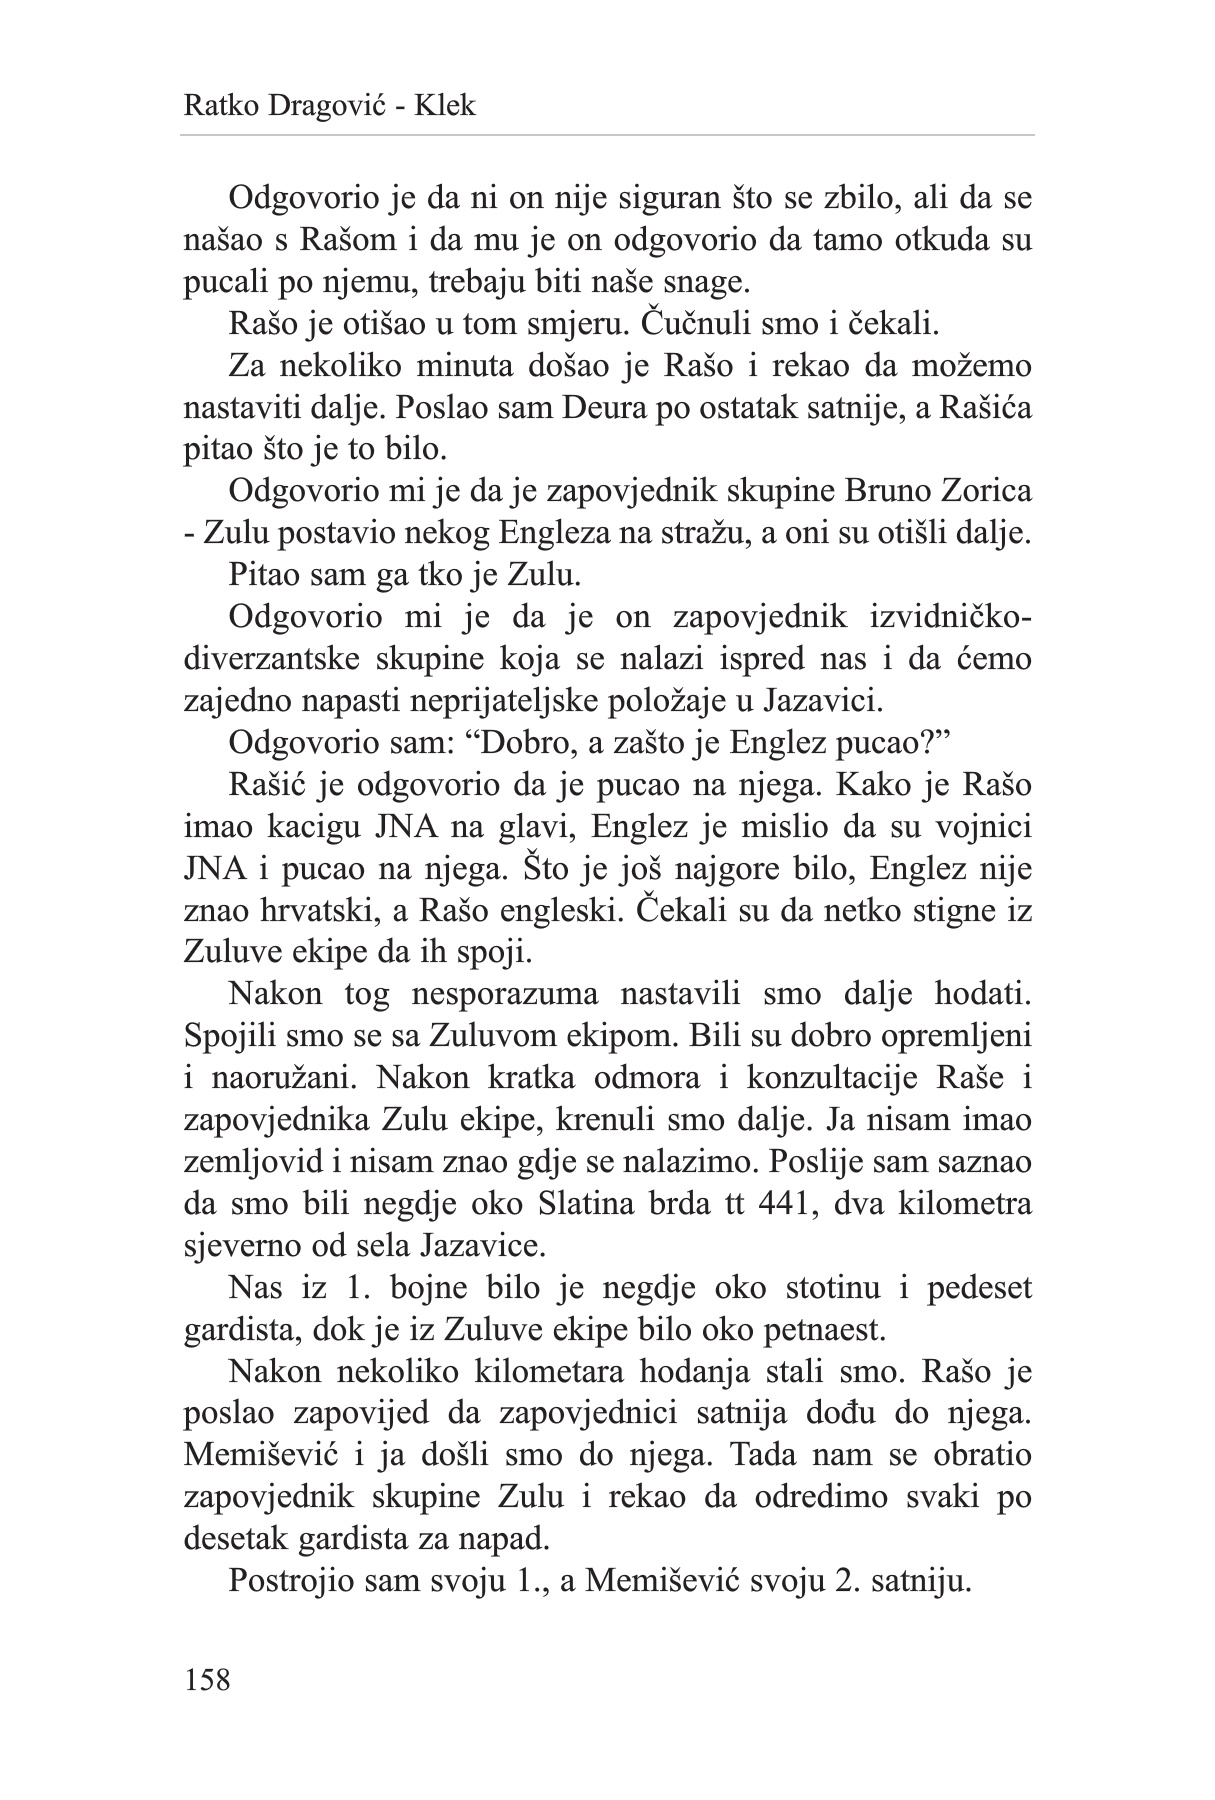 Ratko Dragović - Klek
Odgovorio je da ni on nije siguran što se zbilo, ali da se
našao s Rašom i da mu je on odgovorio da tamo otkuda su
pucali po njemu, trebaju biti naše snage.
Rašo je otišao u tom smjeru. Čučnuli smo i čekali.
Za nekoliko minuta došao je Rašo i rekao da možemo
nastaviti dalje. Poslao sam Deura po ostatak satnije, a Rašića
pitao što je to bilo.
Odgovorio mi je da je zapovjednik skupine Bruno Zorica
- Zulu postavio nekog Engleza na stražu, a oni su otišli dalje.
Pitao sam ga tko je Zulu.
Odgovorio mi je da je on zapovjednik izvidničko-
diverzantske skupine koja se nalazi ispred nas i da ćemo
zajedno napasti neprijateljske položaje u Jazavici.
Odgovorio sam: “Dobro, a zašto je Englez pucao?”
Rašić je odgovorio da je pucao na njega. Kako je Rašo
imao kacigu JNA na glavi, Englez je mislio da su vojnici
JNA i pucao na njega. Što je još najgore bilo, Englez nije
znao hrvatski, a Rašo engleski. Čekali su da netko stigne iz
Zuluve ekipe da ih spoji.
Nakon tog nesporazuma nastavili smo dalje hodati.
Spojili smo se sa Zuluvom ekipom. Bili su dobro opremljeni
i naoružani. Nakon kratka odmora i konzultacije Raše i
zapovjednika Zulu ekipe, krenuli smo dalje. Ja nisam imao
zemljovid i nisam znao gdje se nalazimo. Poslije sam saznao
da smo bili negdje oko Slatina brda tt 441, dva kilometra
sjeverno od sela Jazavice.
Nas iz 1. bojne bilo je negdje oko stotinu i pedeset
gardista, dok je iz Zuluve ekipe bilo oko petnaest.
Nakon nekoliko kilometara hodanja stali smo. Rašo je
poslao zapovijed da zapovjednici satnija dođu do njega.
Memišević i ja došli smo do njega. Tada nam se obratio
zapovjednik skupine Zulu i rekao da odredimo svaki po
desetak gardista za napad.
Postrojio sam svoju 1., a Memišević svoju 2. satniju.
158